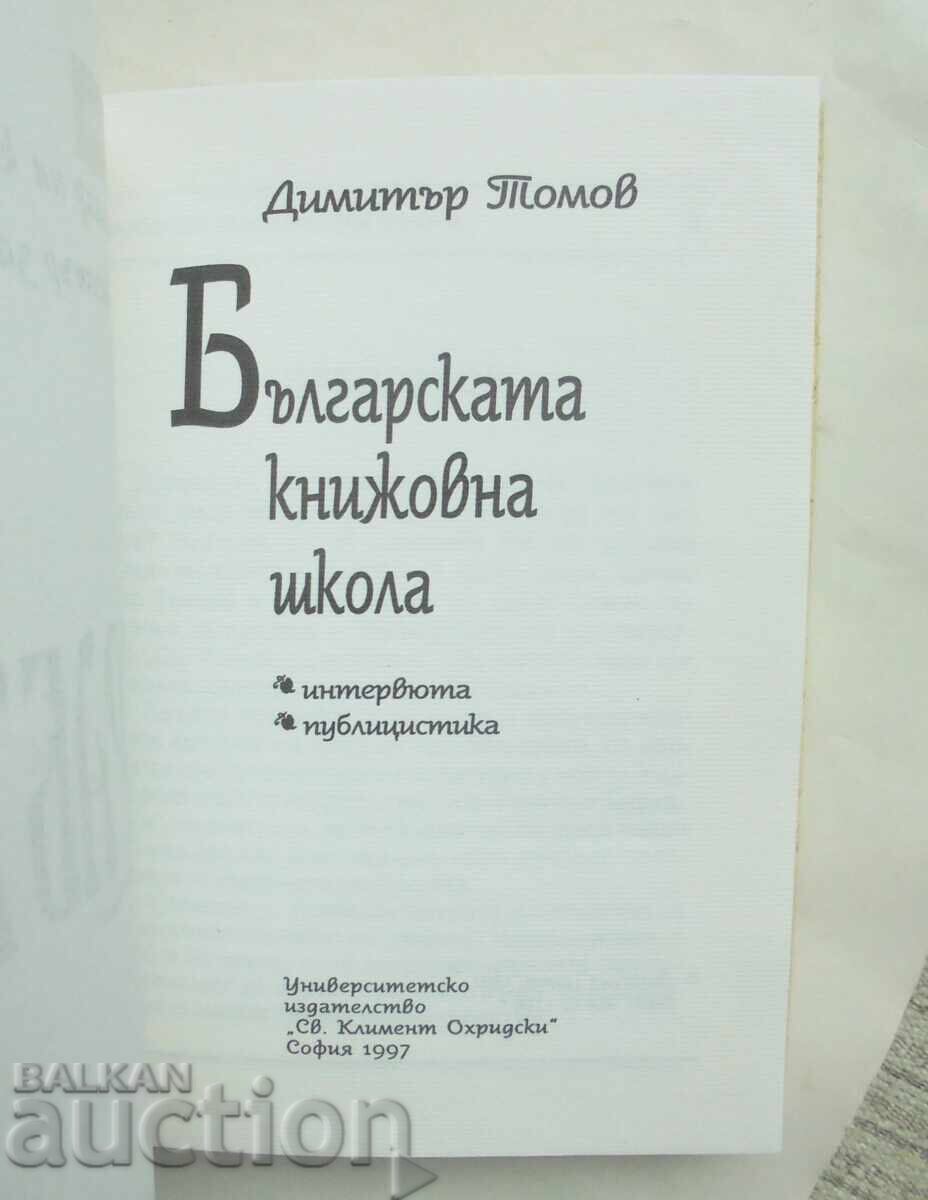 Димитър Томов
Българската
книжовна
школа
интервюта
публицистика
Университетско
издателство
„Св. Климент Охридски“
София 1997
BALKAN
auction